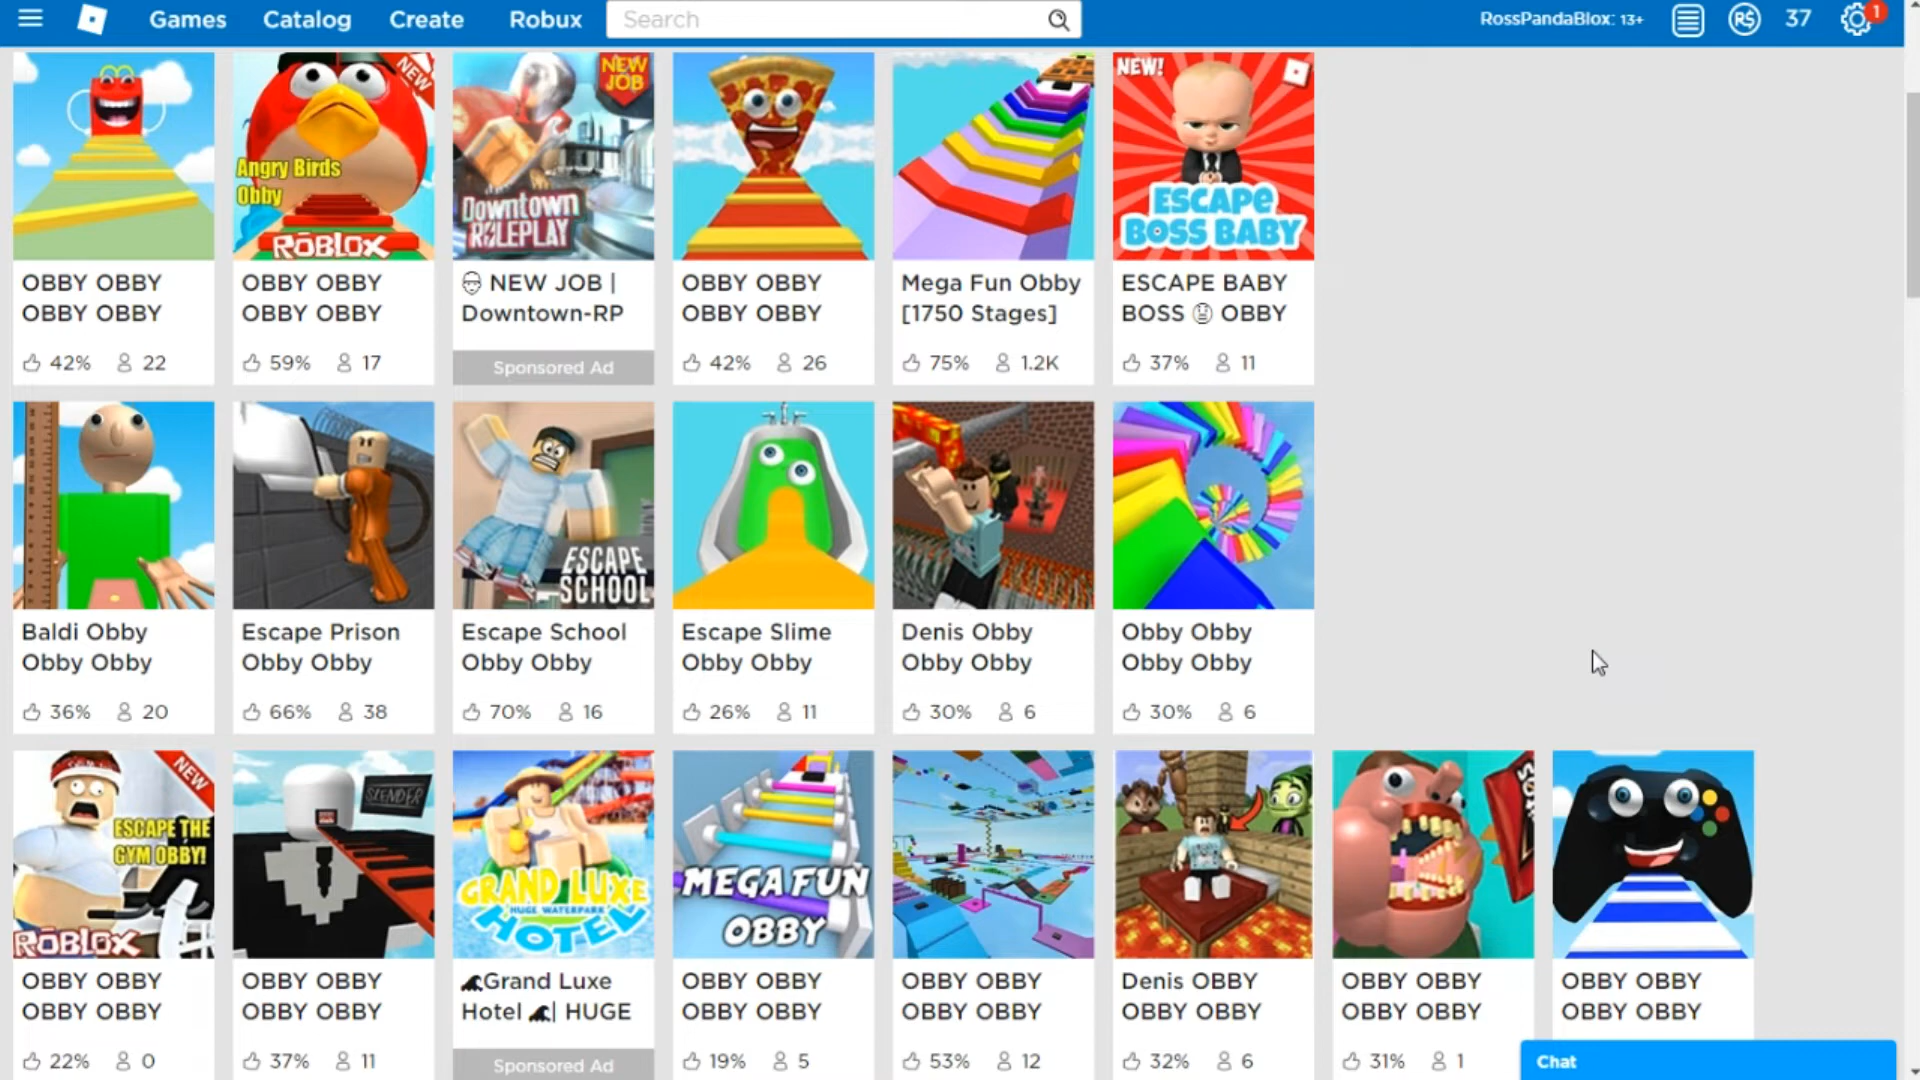 Games Catalog Create Robux Search RossPandaBlox: 13+ R$ 37 1
NEW
Angry Birds
Obby
ROBLOX
NEW
JOB
Downtown
ROLEPLAY
NEW!
ESCAPE
BOSS BABY
OBBY OBBY
OBBY OBBY
42% 22
OBBY OBBY
OBBY OBBY
59% 17
NEW JOB |
Downtown-RP
Sponsored Ad
OBBY OBBY
OBBY OBBY
42% 26
Mega Fun Obby
[1750 Stages]
75% 1.2K
ESCAPE BABY
BOSS OBBY
37% 11
ESCAPE
SCHOOL
Baldi Obby
Obby Obby
36% 20
Escape Prison
Obby Obby
66% 38
Escape School
Obby Obby
70% 16
Escape Slime
Obby Obby
26% 11
Denis Obby
Obby Obby
30% 6
Obby Obby
Obby Obby
30% 6
NEW
ESCAPE THE
GYM OBBY!
ROBLOX
SLENDER
GRAND LUXE
HUGE WATERPARK
HOTEL
MEGA FUN
OBBY
OBBY OBBY
OBBY OBBY
22% 0
OBBY OBBY
OBBY OBBY
37% 11
Grand Luxe
Hotel | HUGE
Sponsored Ad
OBBY OBBY
OBBY OBBY
19% 5
OBBY OBBY
OBBY OBBY
53% 12
Denis OBBY
OBBY OBBY
32% 6
OBBY OBBY
OBBY OBBY
31% 1
OBBY OBBY
OBBY OBBY
Chat